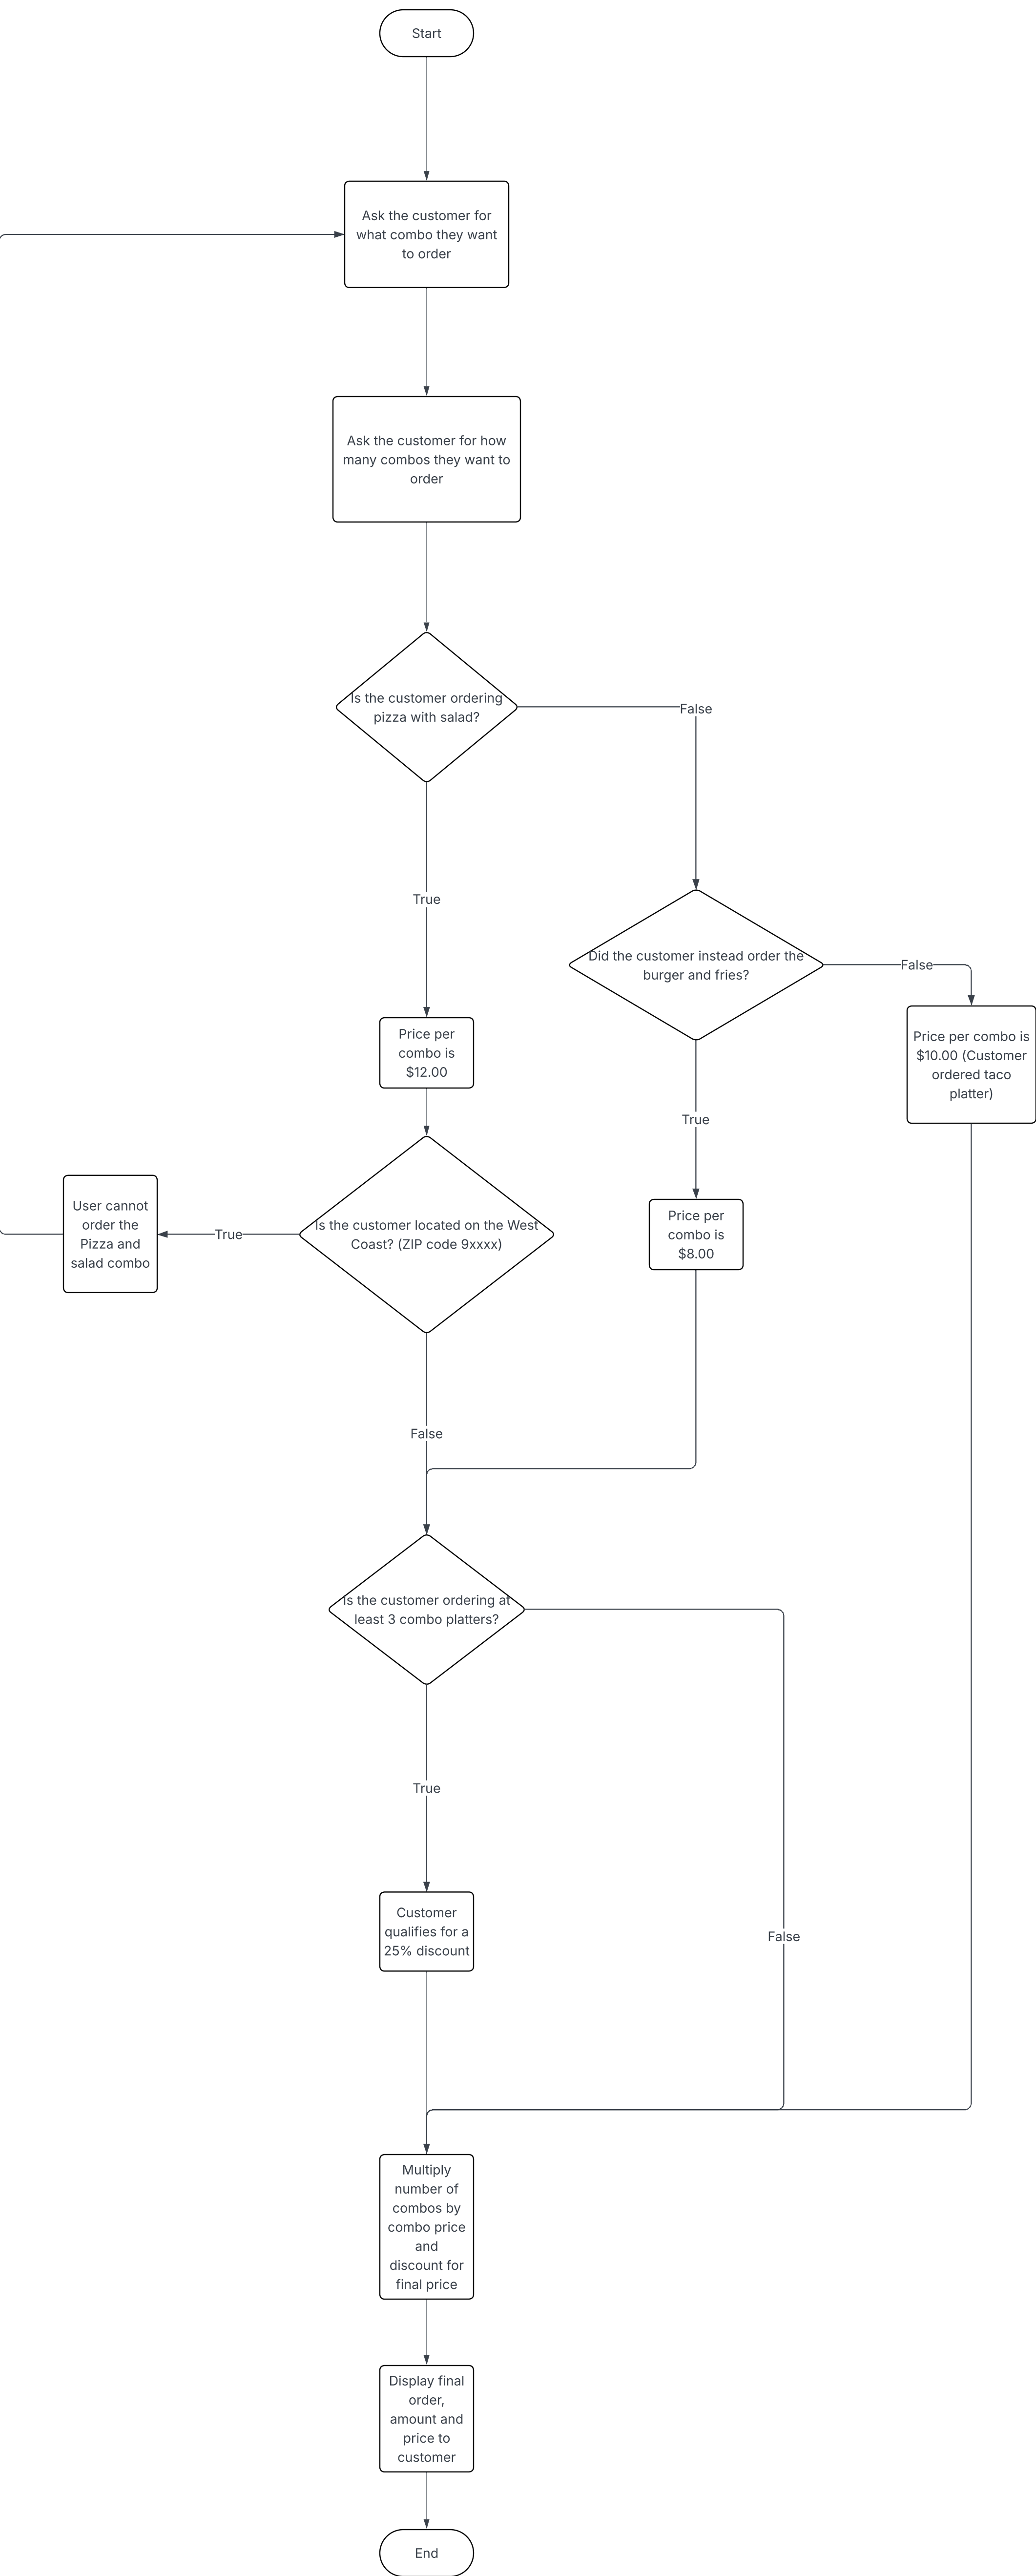 Start
Ask the customer for
what combo they want
to order
Ask the customer for how
many combos they want to
order
Is the customer ordering
pizza with salad?
False
True
Did the customer instead order the
burger and fries?
False
Price per combo is
$10.00 (Customer
ordered taco
platter)
Price per
combo is
$12.00
True
Price per
combo is
$8.00
Is the customer located on the West
Coast? (ZIP code 9xxxx)
True
User cannot
order the
Pizza and
salad combo
False
Is the customer ordering at
least 3 combo platters?
True
False
Customer
qualifies for a
25% discount
Multiply
number of
combos by
combo price
and
discount for
final price
Display final
order,
amount and
price to
customer
End